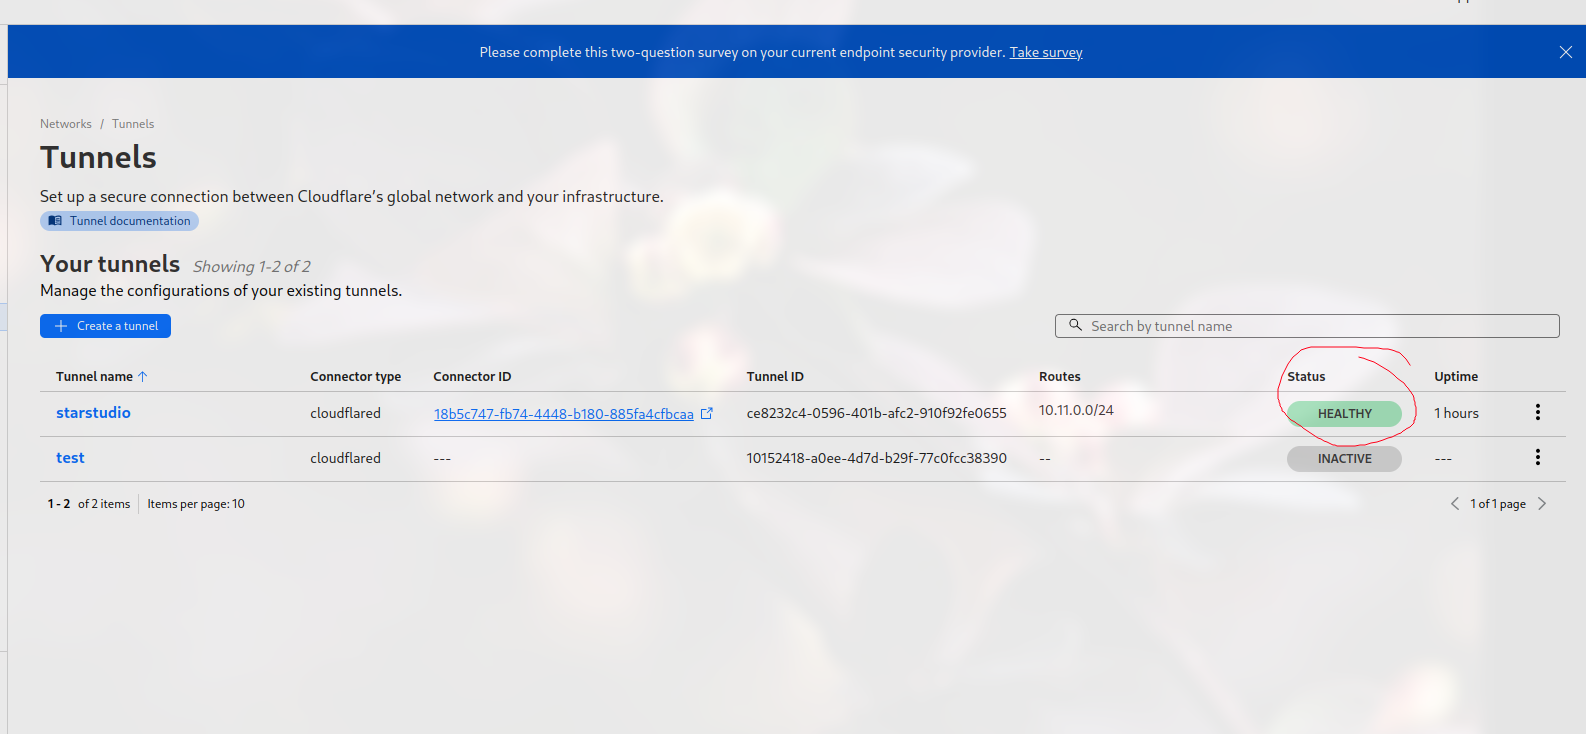 Please complete this two-question survey on your current endpoint security provider. Take survey
Networks / Tunnels
Tunnels
Set up a secure connection between Cloudflare’s global network and your infrastructure.
Tunnel documentation
Your tunnels Showing 1-2 of 2
Manage the configurations of your existing tunnels.
Create a tunnel
Search by tunnel name
Tunnel name Connector type Connector ID Tunnel ID Routes Status Uptime
starstudio cloudflared 18b5c747-fb74-4448-b180-885fa4cfbcaa ce8232c4-0596-401b-afc2-910f92fe0655 10.11.0.0/24 HEALTHY 1 hours
test cloudflared --- 10152418-a0ee-4d7d-b29f-77c0fcc38390 -- INACTIVE ---
1 - 2 of 2 items Items per page: 10 1 of 1 page